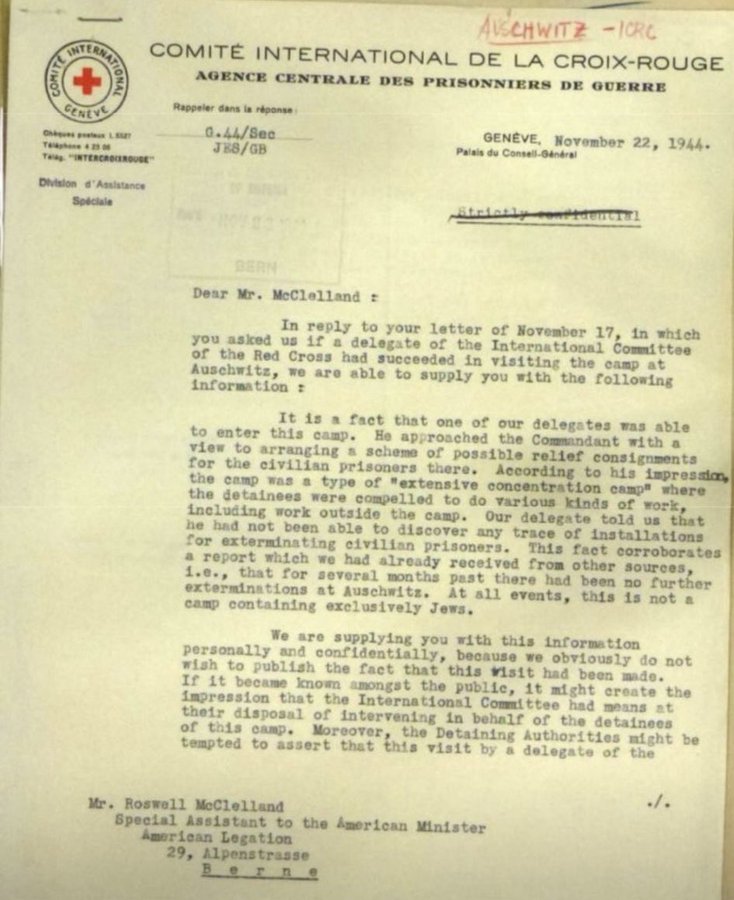 AUSCHWITZ - ICRC
COMITÉ INTERNATIONAL GENÈVE
COMITÉ INTERNATIONAL DE LA CROIX-ROUGE
AGENCE CENTRALE DES PRISONNIERS DE GUERRE
Rappeler dans la réponse:
G.44/Sec
JES/GB
Chèques postaux I. 5527
Téléphone 4 23 05
Télég. "INTERCROIXROUGE"
Division d'Assistance
Spéciale
GENÈVE, November 22, 1944.
Palais du Conseil-Général
Strictly confidential
BERN
Dear Mr. McClelland :
In reply to your letter of November 17, in which
you asked us if a delegate of the International Committee
of the Red Cross had succeeded in visiting the camp at
Auschwitz, we are able to supply you with the following
information :
It is a fact that one of our delegates was able
to enter this camp. He approached the Commandant with a
view to arranging a scheme of possible relief consignments
for the civilian prisoners there. According to his impression,
the camp was a type of "extensive concentration camp" where
the detainees were compelled to do various kinds of work,
including work outside the camp. Our delegate told us that
he had not been able to discover any trace of installations
for exterminating civilian prisoners. This fact corroborates
a report which we had already received from other sources,
i.e., that for several months past there had been no further
exterminations at Auschwitz. At all events, this is not a
camp containing exclusively Jews.
We are supplying you with this information
personally and confidentially, because we obviously do not
wish to publish the fact that this visit had been made.
If it became known amongst the public, it might create the
impression that the International Committee had means at
their disposal of intervening in behalf of the detainees
of this camp. Moreover, the Detaining Authorities might be
tempted to assert that this visit by a delegate of the
./.
Mr. Roswell McClelland
Special Assistant to the American Minister
American Legation
29, Alpenstrasse
B e r n e